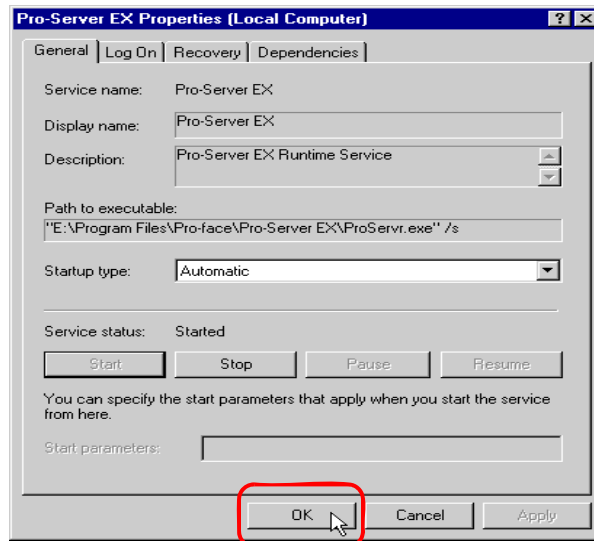 Pro-Server EX Properties (Local Computer)
General Log On Recovery Dependencies
Service name: Pro-Server EX
Display name: Pro-Server EX
Description: Pro-Server EX Runtime Service
Path to executable:
"E:\Program Files\Pro-face\Pro-Server EX\ProServr.exe" /s
Startup type: Automatic
Service status: Started
Start Stop Pause Resume
You can specify the start parameters that apply when you start the service
from here.
Start parameters:
OK Cancel Apply